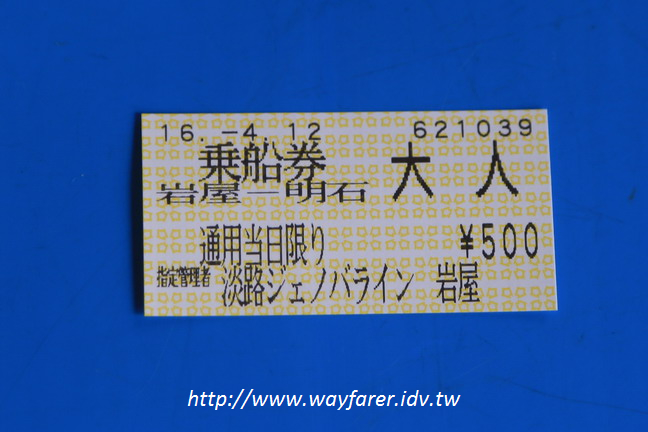 16.-4.12 621039
乗船券 大人
岩屋-明石
通用当日限り ¥500
指定管理者 淡路ジェノバライン 岩屋
http://www.wayfarer.idv.tw